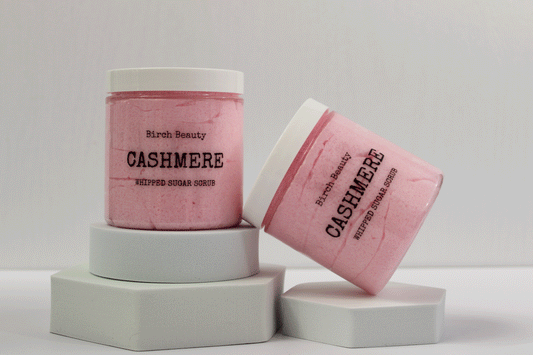 Birch Beauty
CASHMERE
WHIPPED SUGAR SCRUB
Birch Beauty
CASHMERE
WHIPPED SUGAR SCRUB